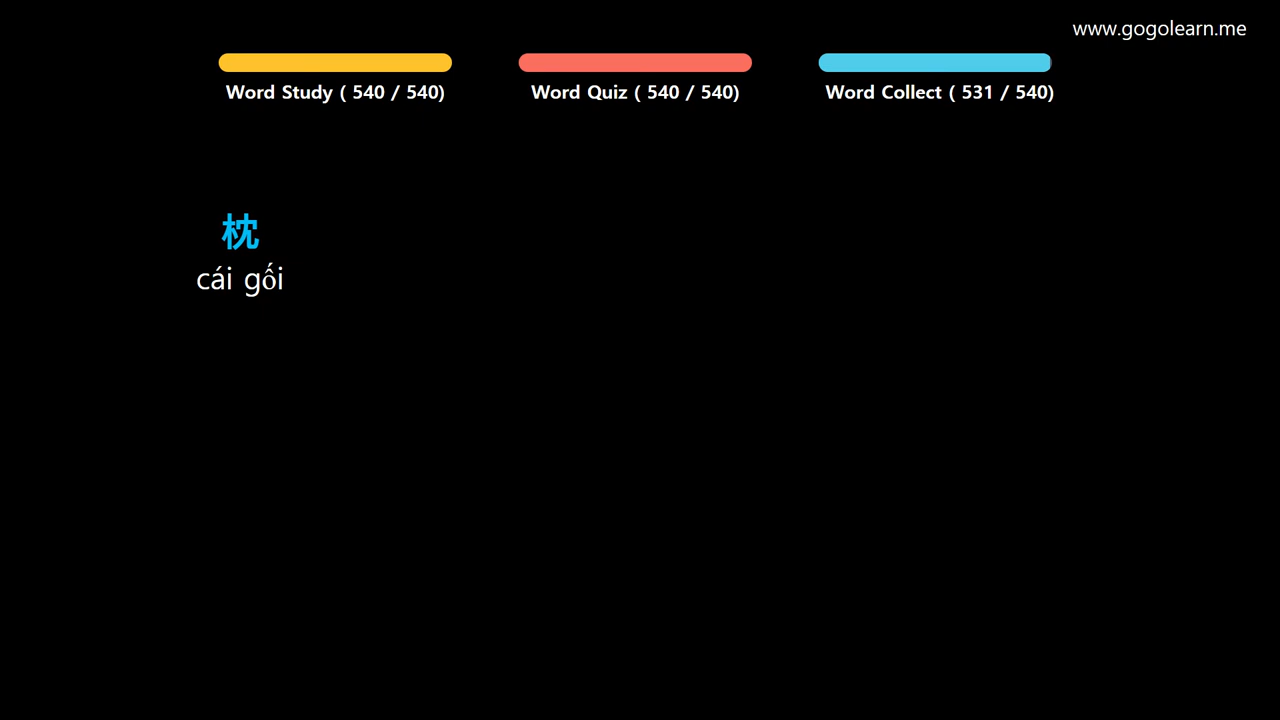 www.gogolearn.me
Word Study ( 540 / 540)
Word Quiz ( 540 / 540)
Word Collect ( 531 / 540)
枕
cái gối